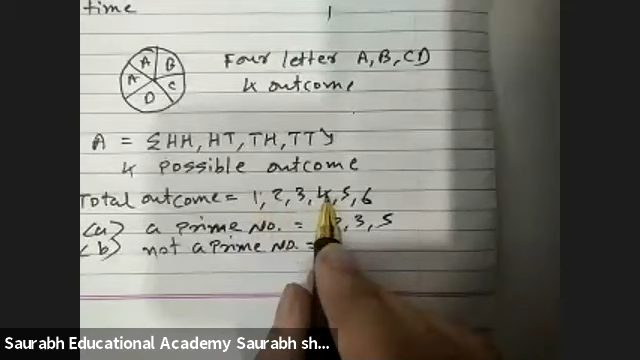 time
A B Four letter A, B, CD
A C 4 outcome
D
A = {HH, HT, TH, TT}
4 possible outcome
Total outcome = 1, 2, 3, 4, 5, 6
(a) a prime No. = 3, 5
(b) not a prime No. =
Saurabh Educational Academy Saurabh sh...